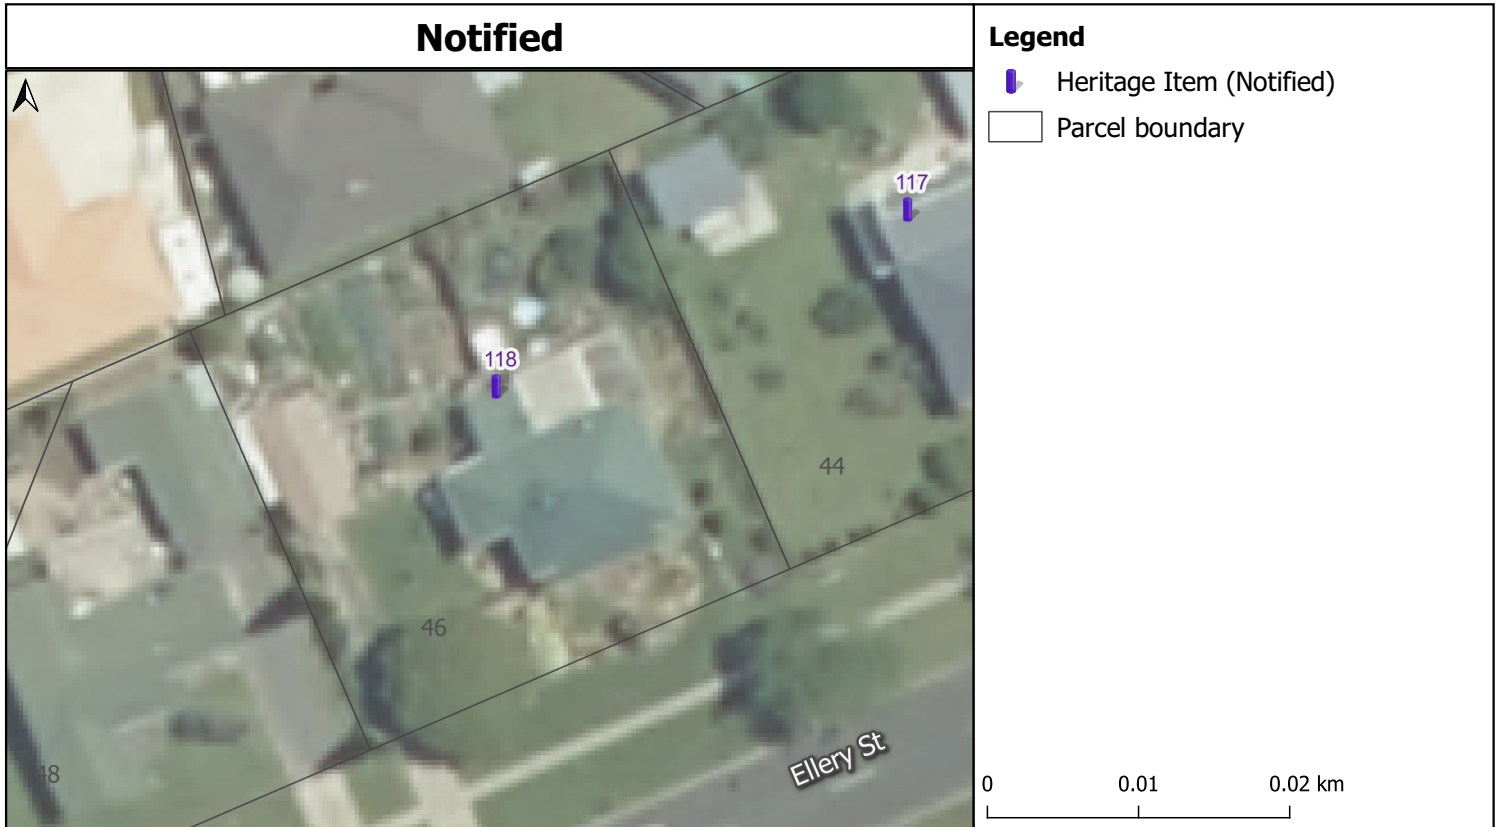 Notified
Legend
Heritage Item (Notified)
Parcel boundary
117
118
44
46
48
Ellery St
0 0.01 0.02 km